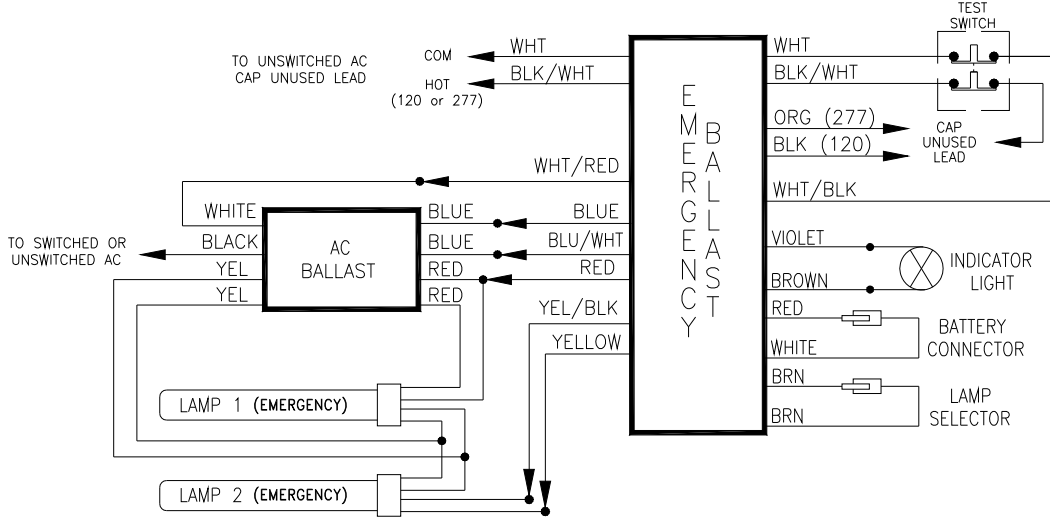 TEST
SWITCH
TO UNSWITCHED AC
CAP UNUSED LEAD
COM
WHT
HOT
(120 or 277)
BLK/WHT
EMERGENCY
BALLAST
WHT
BLK/WHT
ORG (277)
BLK (120)
CAP
UNUSED
LEAD
WHT/RED
WHT/BLK
WHITE
BLUE
BLUE
TO SWITCHED OR
UNSWITCHED AC
BLACK
AC
BALLAST
BLUE
BLU/WHT
VIOLET
YEL
RED
RED
INDICATOR
LIGHT
BROWN
YEL
RED
YEL/BLK
RED
YELLOW
WHITE
BATTERY
CONNECTOR
BRN
LAMP
SELECTOR
BRN
LAMP 1 (EMERGENCY)
LAMP 2 (EMERGENCY)